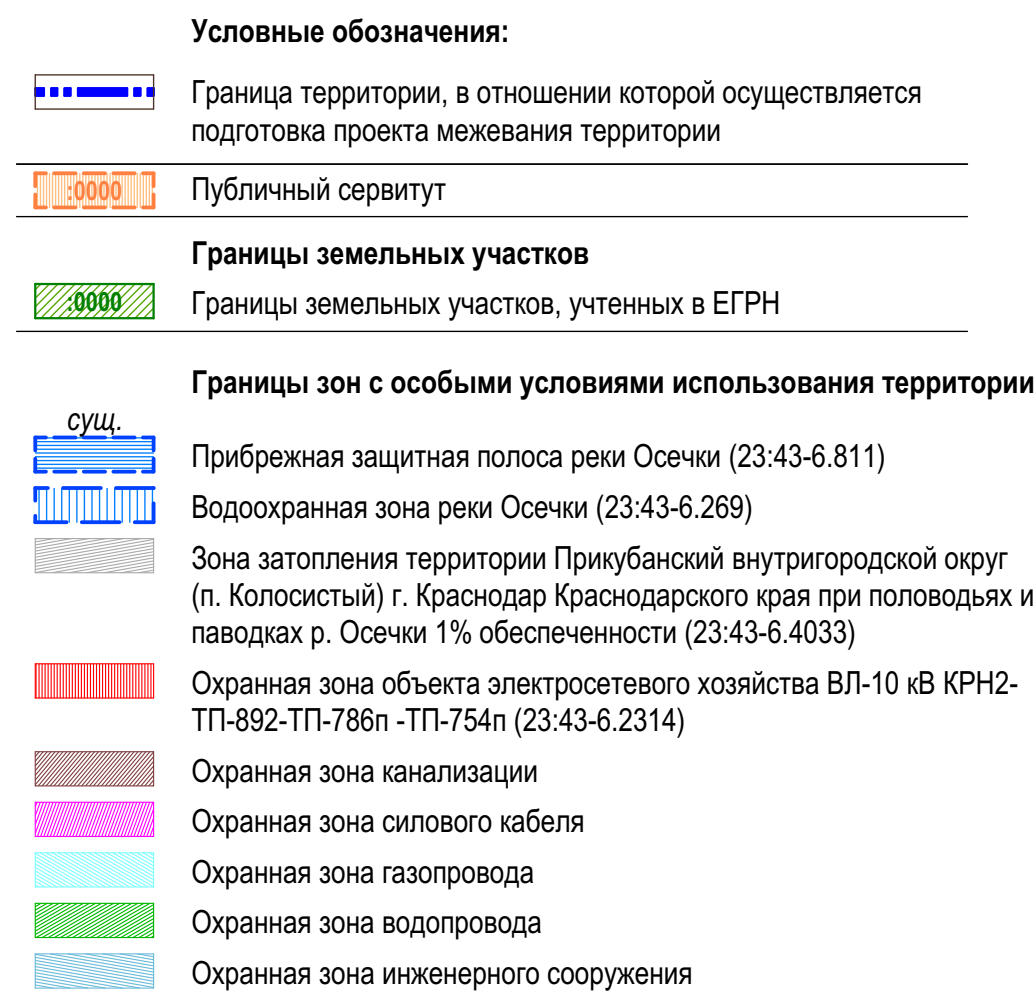 Условные обозначения:
Граница территории, в отношении которой осуществляется
подготовка проекта межевания территории
:0000
Публичный сервитут
Границы земельных участков
:0000
Границы земельных участков, учтенных в ЕГРН
Границы зон с особыми условиями использования территории
сущ.
Прибрежная защитная полоса реки Осечки (23:43-6.811)
Водоохранная зона реки Осечки (23:43-6.269)
Зона затопления территории Прикубанский внутригородской округ
(п. Колосистый) г. Краснодар Краснодарского края при половодьях и
паводках р. Осечки 1% обеспеченности (23:43-6.4033)
Охранная зона объекта электросетевого хозяйства ВЛ-10 кВ КРН2-
ТП-892-ТП-786п -ТП-754п (23:43-6.2314)
Охранная зона канализации
Охранная зона силового кабеля
Охранная зона газопровода
Охранная зона водопровода
Охранная зона инженерного сооружения